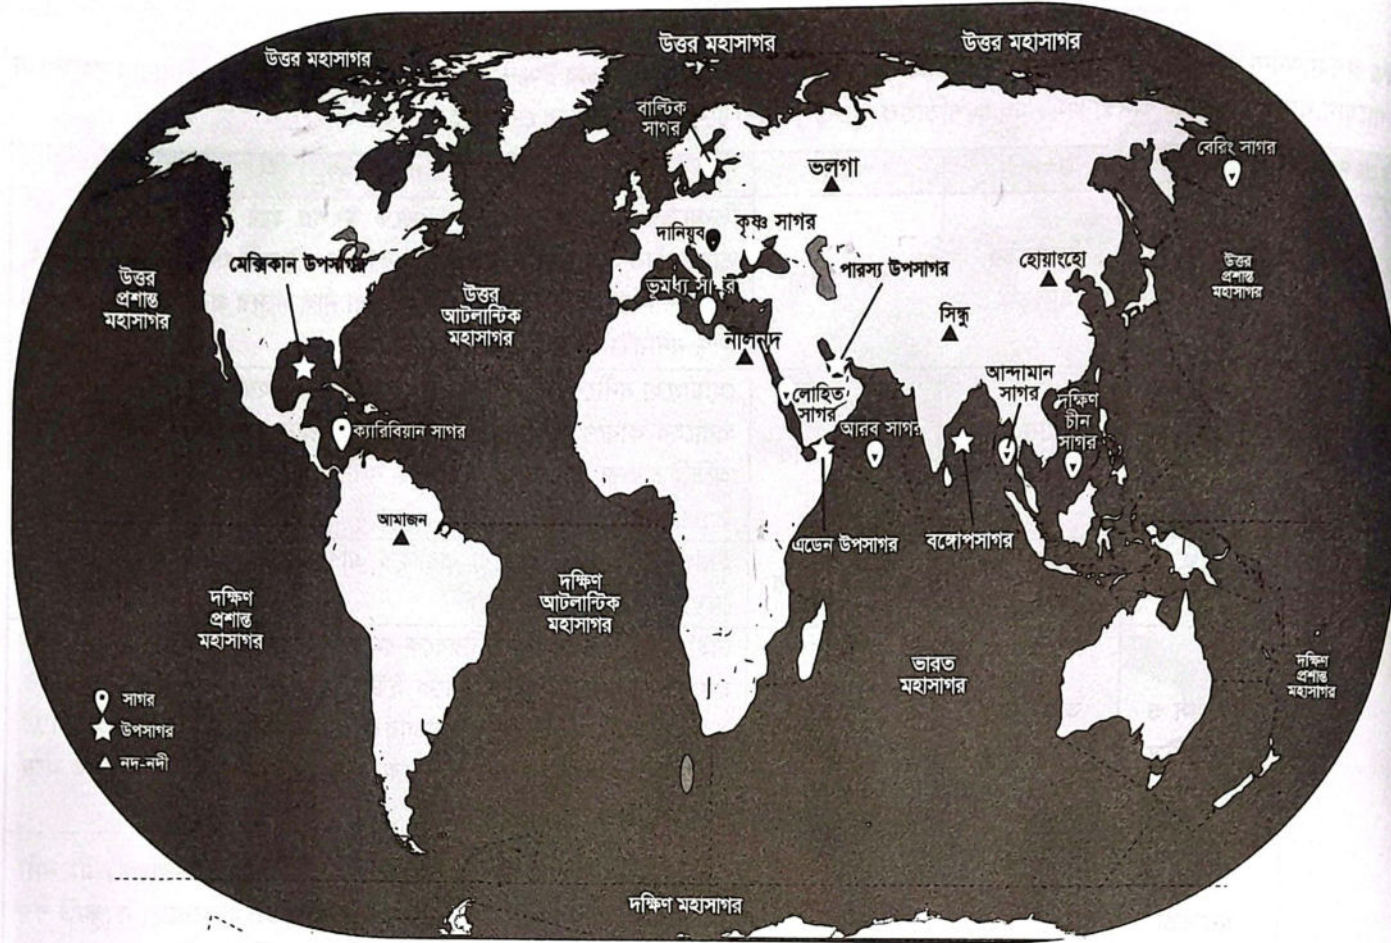 উত্তর মহাসাগর
উত্তর মহাসাগর
উত্তর মহাসাগর
বাল্টিক
সাগর
ভলগা
বেরিং সাগর
দানিয়ুব
কৃষ্ণ সাগর
মেক্সিকান উপসাগর
উত্তর
প্রশান্ত
মহাসাগর
উত্তর
আটলান্টিক
মহাসাগর
ভূমধ্য সাগর
পারস্য উপসাগর
হোয়াংহো
উত্তর
প্রশান্ত
মহাসাগর
সিন্ধু
নীলনদ
লোহিত
সাগর
আন্দামান
সাগর
দক্ষিণ
চীন
সাগর
আরব সাগর
ক্যারিবিয়ান সাগর
আমাজন
এডেন উপসাগর
বঙ্গোপসাগর
দক্ষিণ
প্রশান্ত
মহাসাগর
দক্ষিণ
আটলান্টিক
মহাসাগর
ভারত
মহাসাগর
দক্ষিণ
প্রশান্ত
মহাসাগর
সাগর
উপসাগর
নদ-নদী
দক্ষিণ মহাসাগর